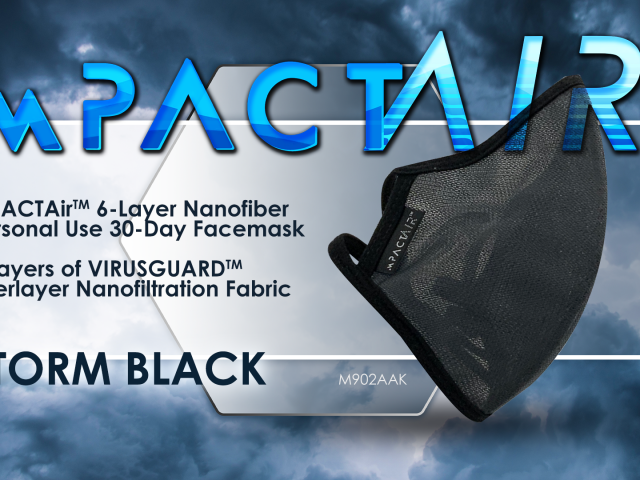 MPACTAIR
ACTAir™ 6-Layer Nanofiber
rsonal Use 30-Day Facemask
ayers of VIRUSGUARD™
erlayer Nanofiltration Fabric
TORM BLACK
M902AAK
MPACTAIR™